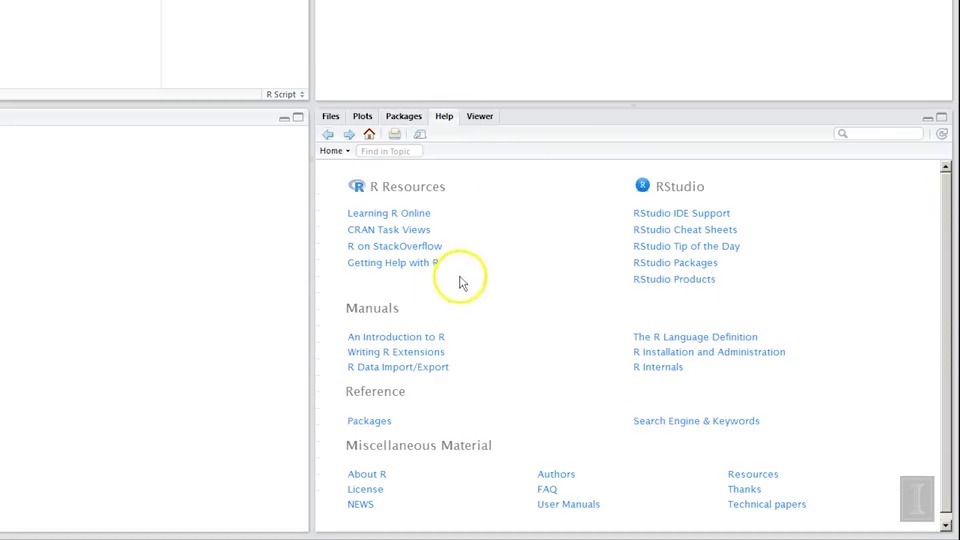 R Script
Files Plots Packages Help Viewer
Home Find in Topic
R Resources
Learning R Online
CRAN Task Views
R on StackOverflow
Getting Help with R
R RStudio
RStudio IDE Support
RStudio Cheat Sheets
RStudio Tip of the Day
RStudio Packages
RStudio Products
Manuals
An Introduction to R
Writing R Extensions
R Data Import/Export
The R Language Definition
R Installation and Administration
R Internals
Reference
Packages
Search Engine & Keywords
Miscellaneous Material
About R
License
NEWS
Authors
FAQ
User Manuals
Resources
Thanks
Technical papers
I